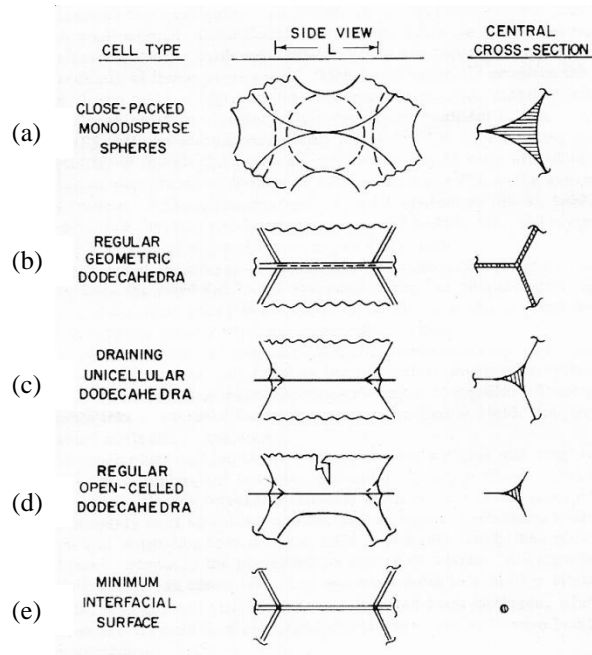 CELL TYPE
SIDE VIEW
L
CENTRAL
CROSS-SECTION
(a)
CLOSE-PACKED
MONODISPERSE
SPHERES
(b)
REGULAR
GEOMETRIC
DODECAHEDRA
(c)
DRAINING
UNICELLULAR
DODECAHEDRA
(d)
REGULAR
OPEN-CELLED
DODECAHEDRA
(e)
MINIMUM
INTERFACIAL
SURFACE